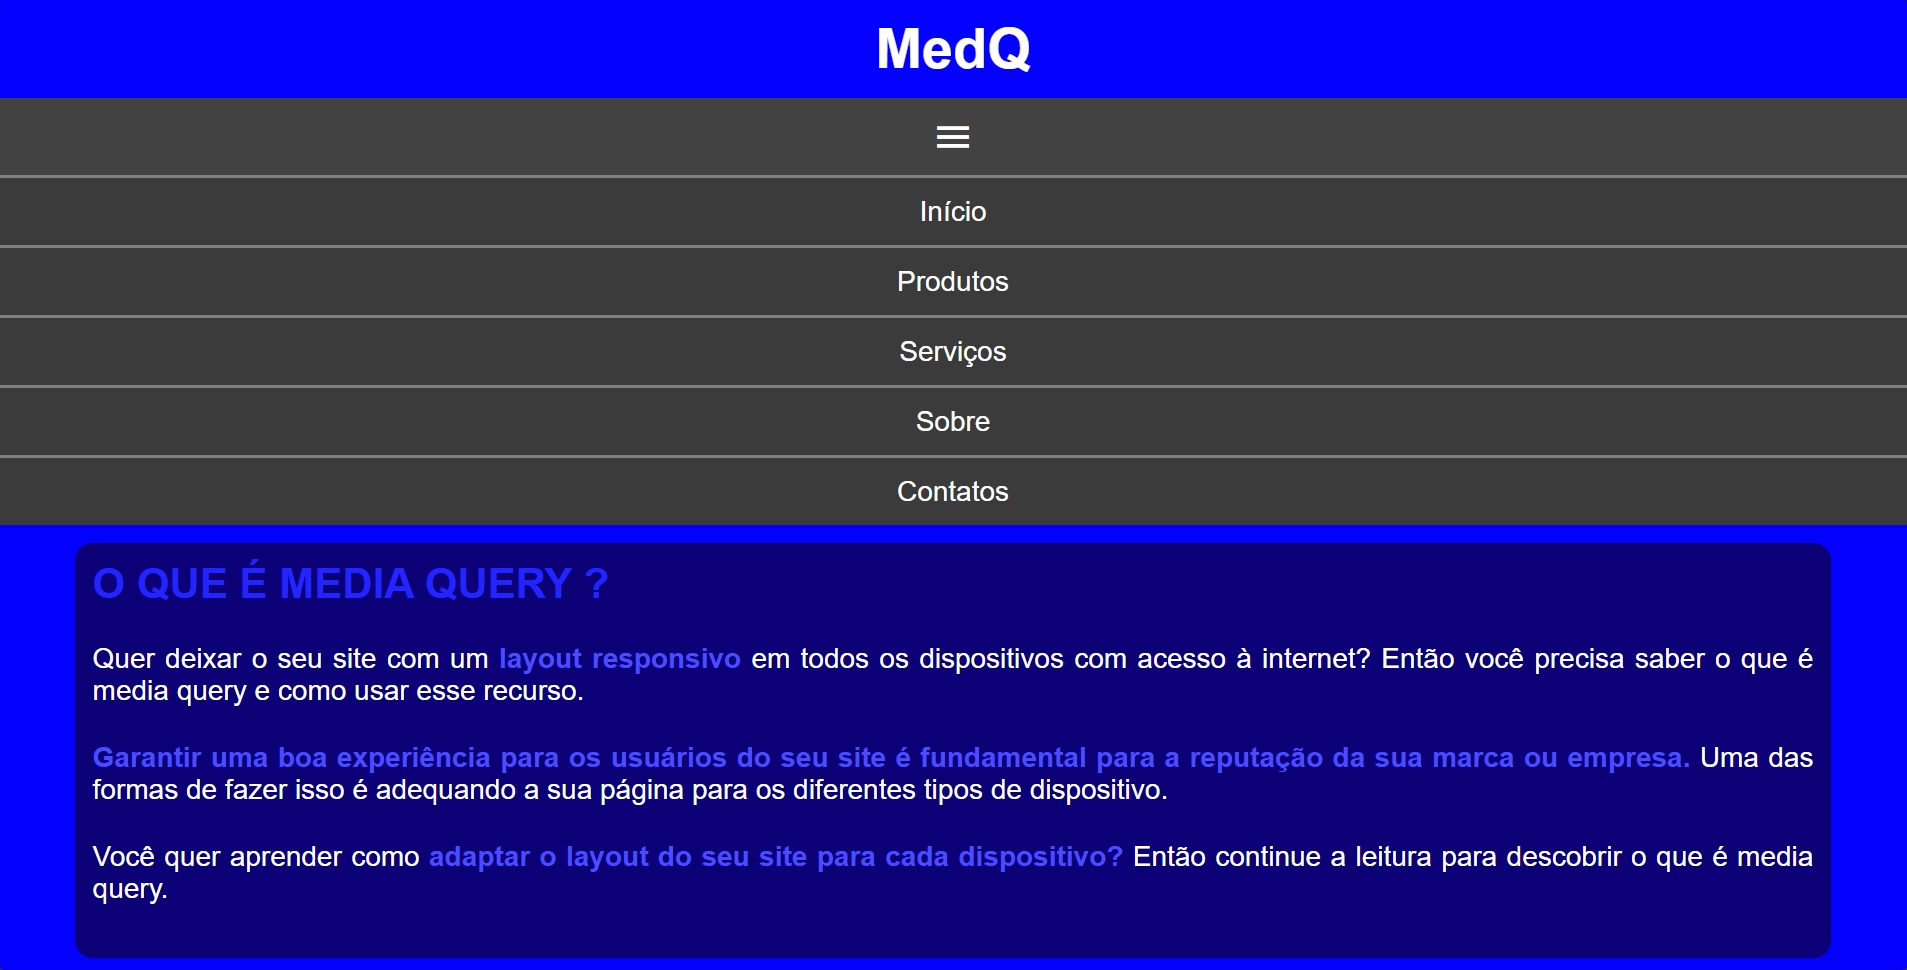 MedQ
Início
Produtos
Serviços
Sobre
Contatos
O QUE É MEDIA QUERY ?
Quer deixar o seu site com um layout responsivo em todos os dispositivos com acesso à internet? Então você precisa saber o que é
media query e como usar esse recurso.
Garantir uma boa experiência para os usuários do seu site é fundamental para a reputação da sua marca ou empresa. Uma das
formas de fazer isso é adequando a sua página para os diferentes tipos de dispositivo.
Você quer aprender como adaptar o layout do seu site para cada dispositivo? Então continue a leitura para descobrir o que é media
query.